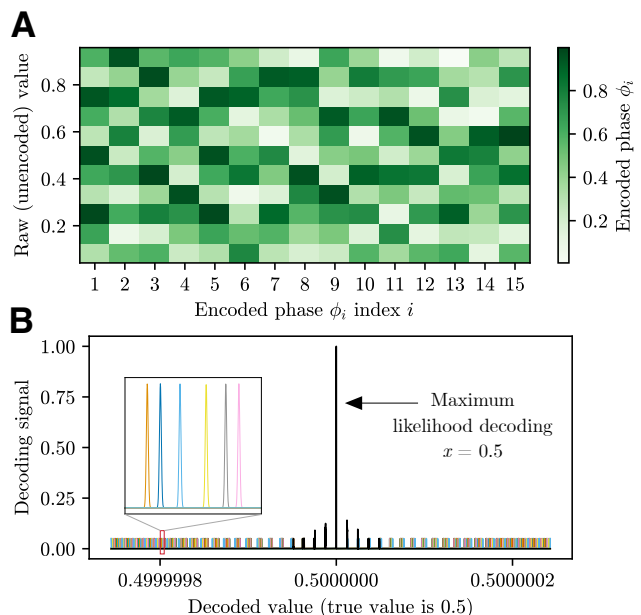 A
Raw (unencoded) value
0.8
0.6
0.4
0.2
1 2 3 4 5 6 7 8 9 10 11 12 13 14 15
Encoded phase ϕᵢ index i
0.8
0.6
0.4
0.2
Encoded phase ϕᵢ
B
Decoding signal
1.00
0.75
0.50
0.25
0.00
Maximum
likelihood decoding
x = 0.5
0.4999998 0.5000000 0.5000002
Decoded value (true value is 0.5)